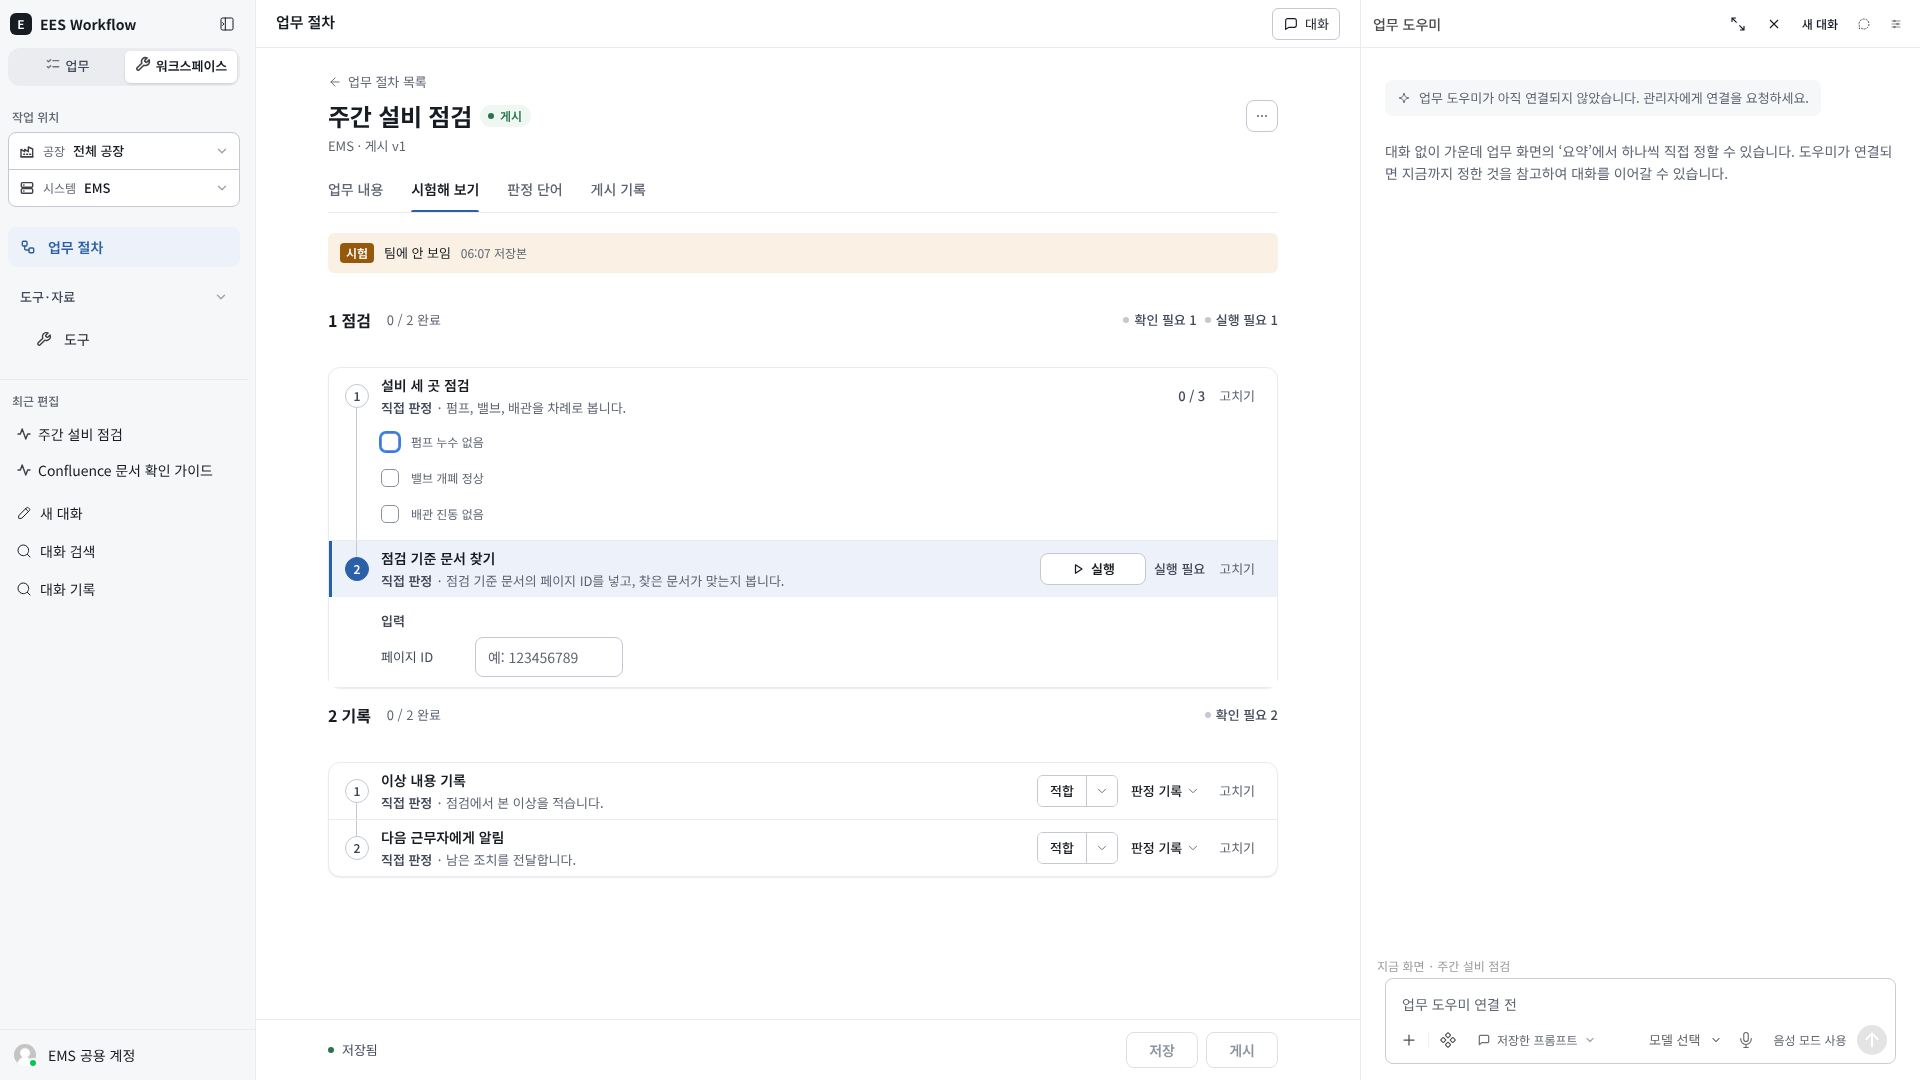 E EES Workflow
업무
워크스페이스
작업 위치
공장 전체 공장
시스템 EMS
업무 절차
도구·자료
도구
최근 편집
주간 설비 점검
Confluence 문서 확인 가이드
새 대화
대화 검색
대화 기록
EMS 공용 계정
업무 절차
대화
업무 절차 목록
주간 설비 점검
게시
EMS · 게시 v1
업무 내용
시험해 보기
판정 단어
게시 기록
시험 팀에 안 보임 06:07 저장본
1 점검 0 / 2 완료
확인 필요 1
실행 필요 1
1
설비 세 곳 점검
직접 판정 · 펌프, 밸브, 배관을 차례로 봅니다.
0 / 3
고치기
펌프 누수 없음
밸브 개폐 정상
배관 진동 없음
2
점검 기준 문서 찾기
직접 판정 · 점검 기준 문서의 페이지 ID를 넣고, 찾은 문서가 맞는지 봅니다.
실행
실행 필요
고치기
입력
페이지 ID
예: 123456789
2 기록 0 / 2 완료
확인 필요 2
1
이상 내용 기록
직접 판정 · 점검에서 본 이상을 적습니다.
적합
판정 기록
고치기
2
다음 근무자에게 알림
직접 판정 · 남은 조치를 전달합니다.
적합
판정 기록
고치기
저장됨
저장
게시
업무 도우미
새 대화
업무 도우미가 아직 연결되지 않았습니다. 관리자에게 연결을 요청하세요.
대화 없이 가운데 업무 화면의 ‘요약’에서 하나씩 직접 정할 수 있습니다. 도우미가 연결되
면 지금까지 정한 것을 참고하여 대화를 이어갈 수 있습니다.
지금 화면 · 주간 설비 점검
업무 도우미 연결 전
저장한 프롬프트
모델 선택
음성 모드 사용